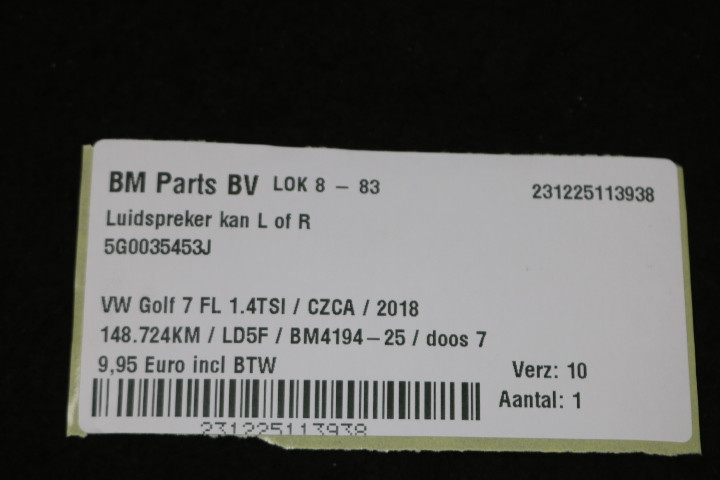 BM Parts BV LOK 8 - 83 231225113938
Luidspreker kan L of R
5G0035453J
VW Golf 7 FL 1.4TSI / CZCA / 2018
148.724KM / LD5F / BM4194-25 / doos 7
9,95 Euro incl BTW Verz: 10
Aantal: 1
231225113938